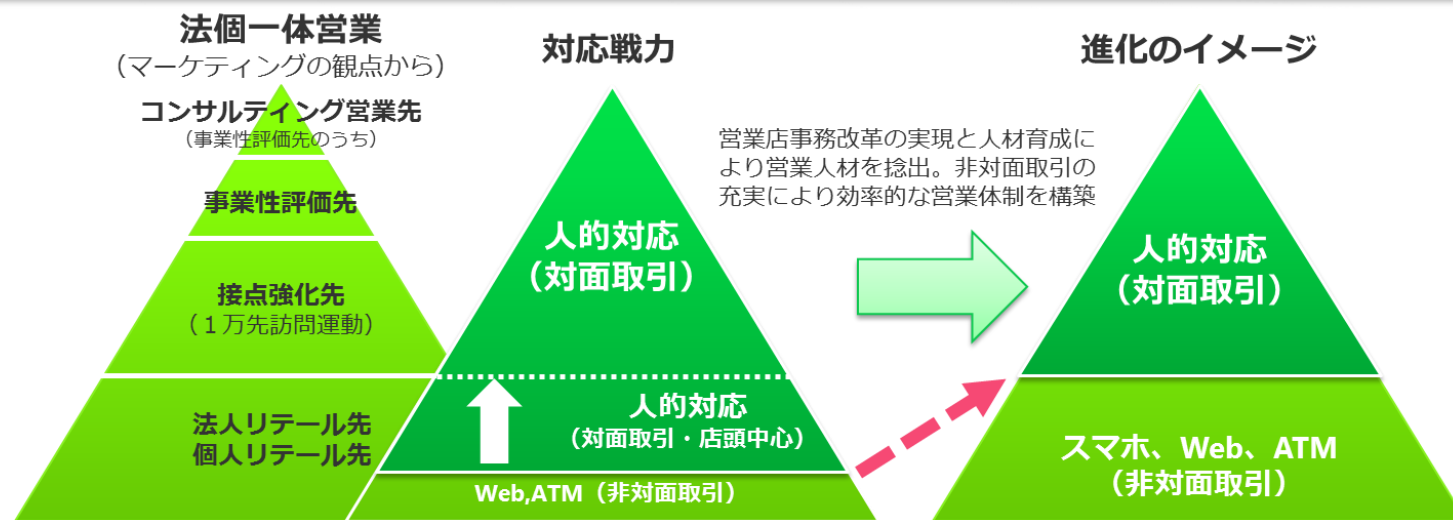 法個一体営業
（マーケティングの観点から）
コンサルティング営業先
（事業性評価先のうち）
事業性評価先
接点強化先
（１万先訪問運動）
法人リテール先
個人リテール先
対応戦力
人的対応
（対面取引）
人的対応
（対面取引・店頭中心）
Web,ATM（非対面取引）
営業店事務改革の実現と人材育成に
より営業人材を捻出。非対面取引の
充実により効率的な営業体制を構築
進化のイメージ
人的対応
（対面取引）
スマホ、Web、ATM
（非対面取引）